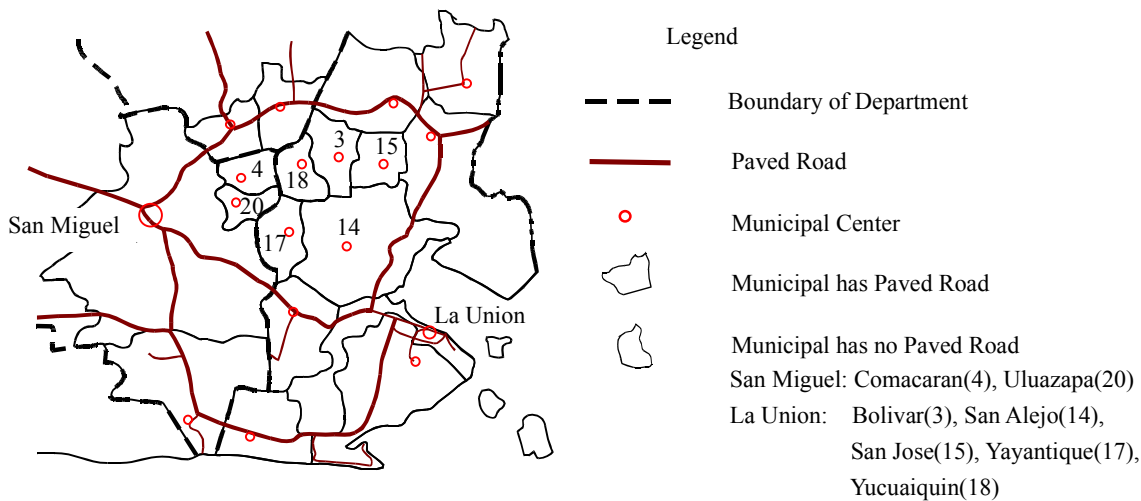 3
15
4
18
20
17
14
San Miguel
La Union
Legend
Boundary of Department
Paved Road
Municipal Center
Municipal has Paved Road
Municipal has no Paved Road
San Miguel: Comacaran(4), Uluazapa(20)
La Union: Bolivar(3), San Alejo(14),
San Jose(15), Yayantique(17),
Yucuaiquin(18)